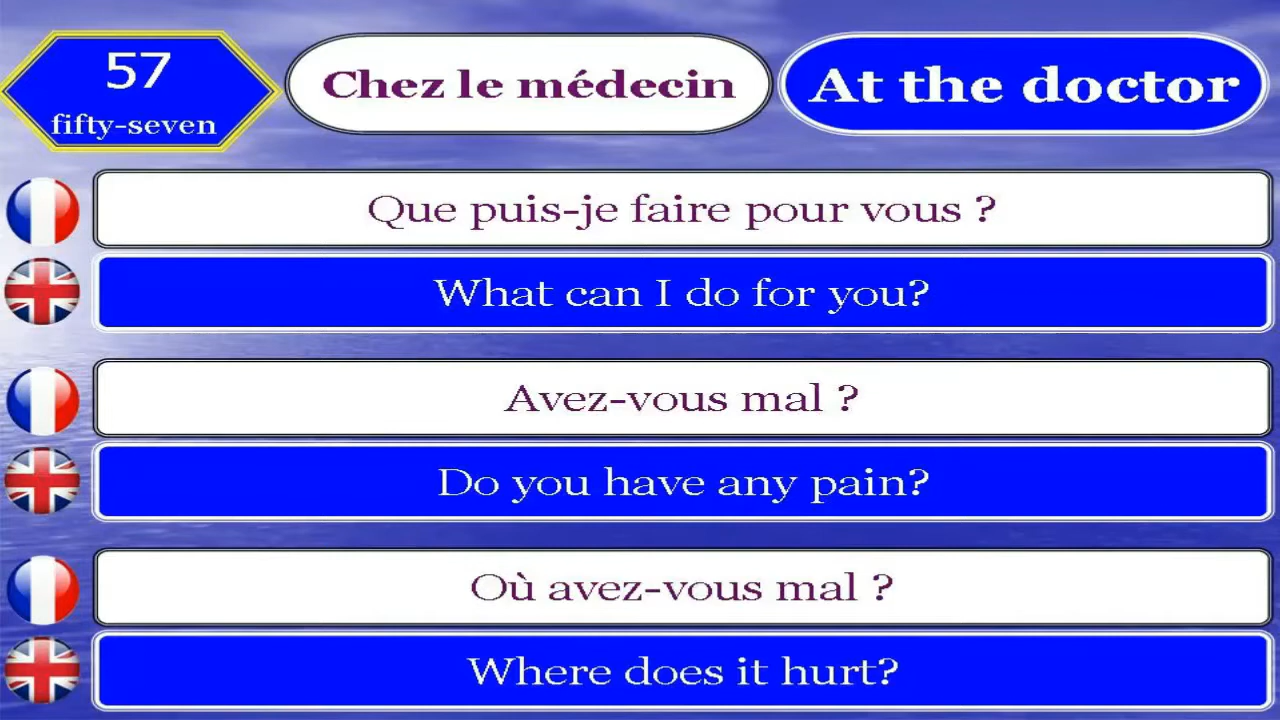 57
fifty-seven
Chez le médecin
At the doctor
Que puis-je faire pour vous ?
What can I do for you?
Avez-vous mal ?
Do you have any pain?
Où avez-vous mal ?
Where does it hurt?